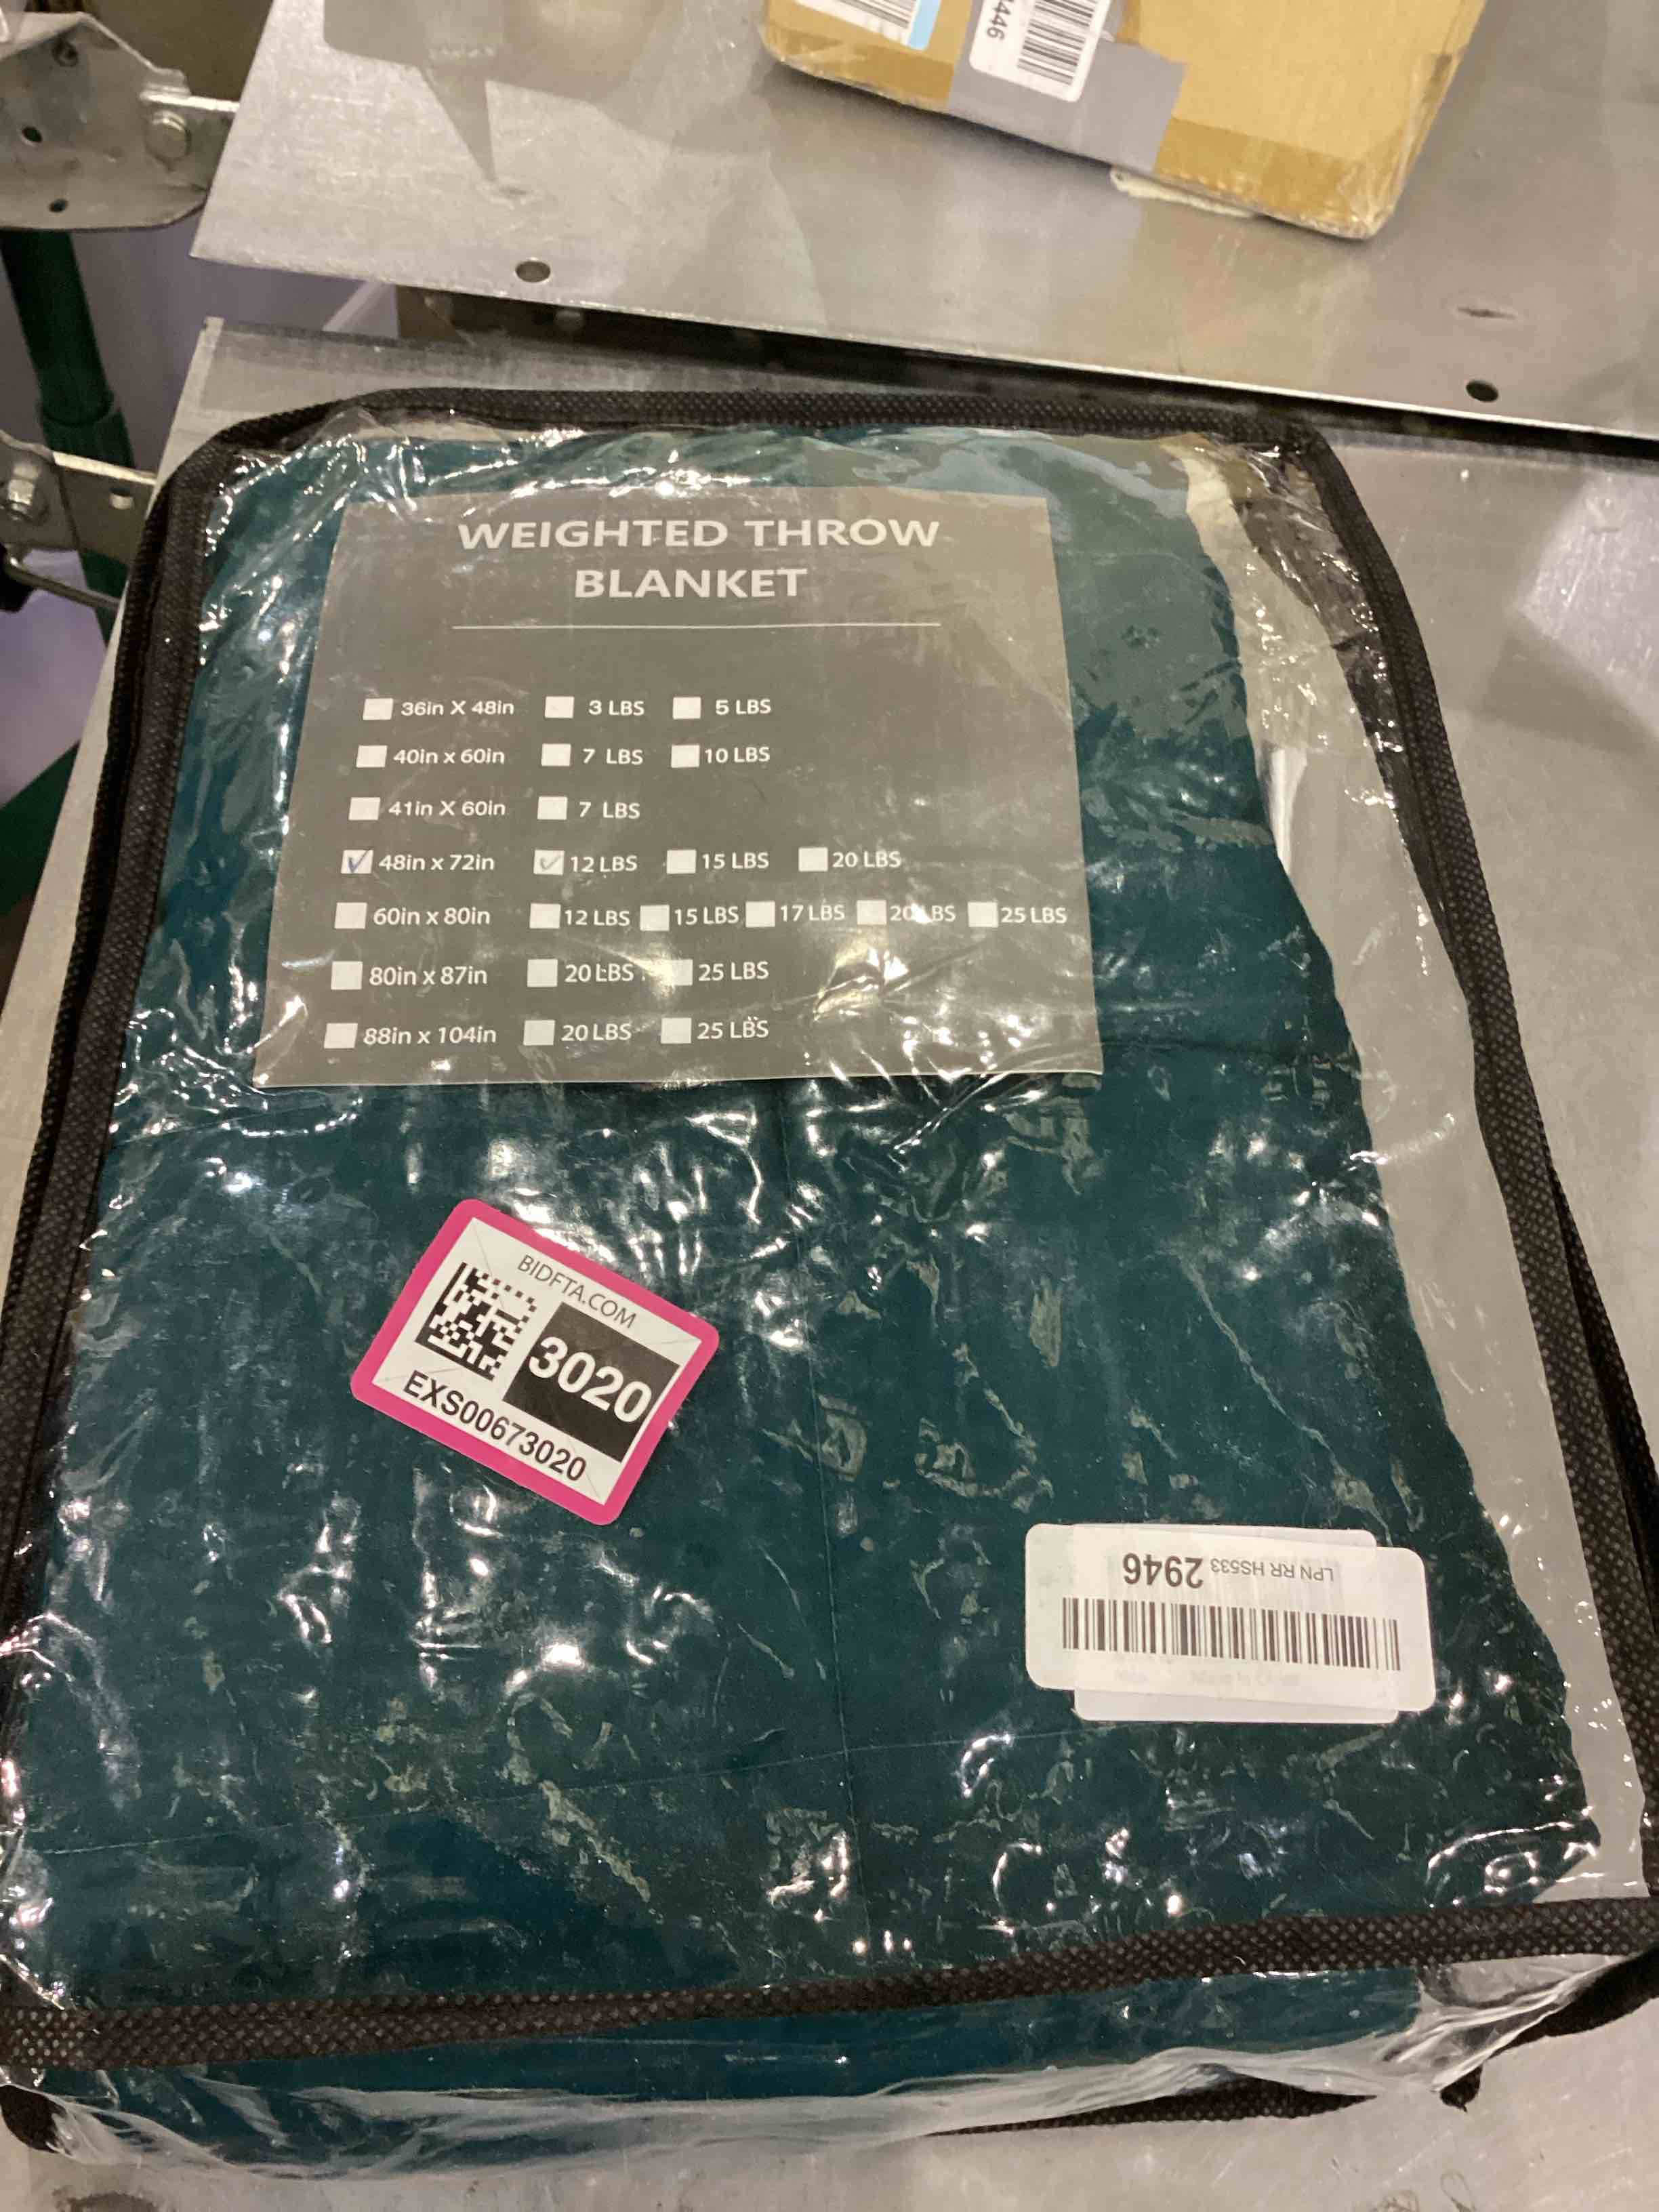 446
WEIGHTED THROW
BLANKET
36in X 48in 3 LBS 5 LBS
40in x 60in 7 LBS 10 LBS
41in X 60in 7 LBS
48in x 72in 12 LBS 15 LBS 20 LBS
60in x 80in 12 LBS 15 LBS 17 LBS 20 LBS 25 LBS
80in x 87in 20 LBS 25 LBS
88in x 104in 20 LBS 25 LBS
BIDFTA.COM
3020
EXS00673020
LPN RR HS533 2946